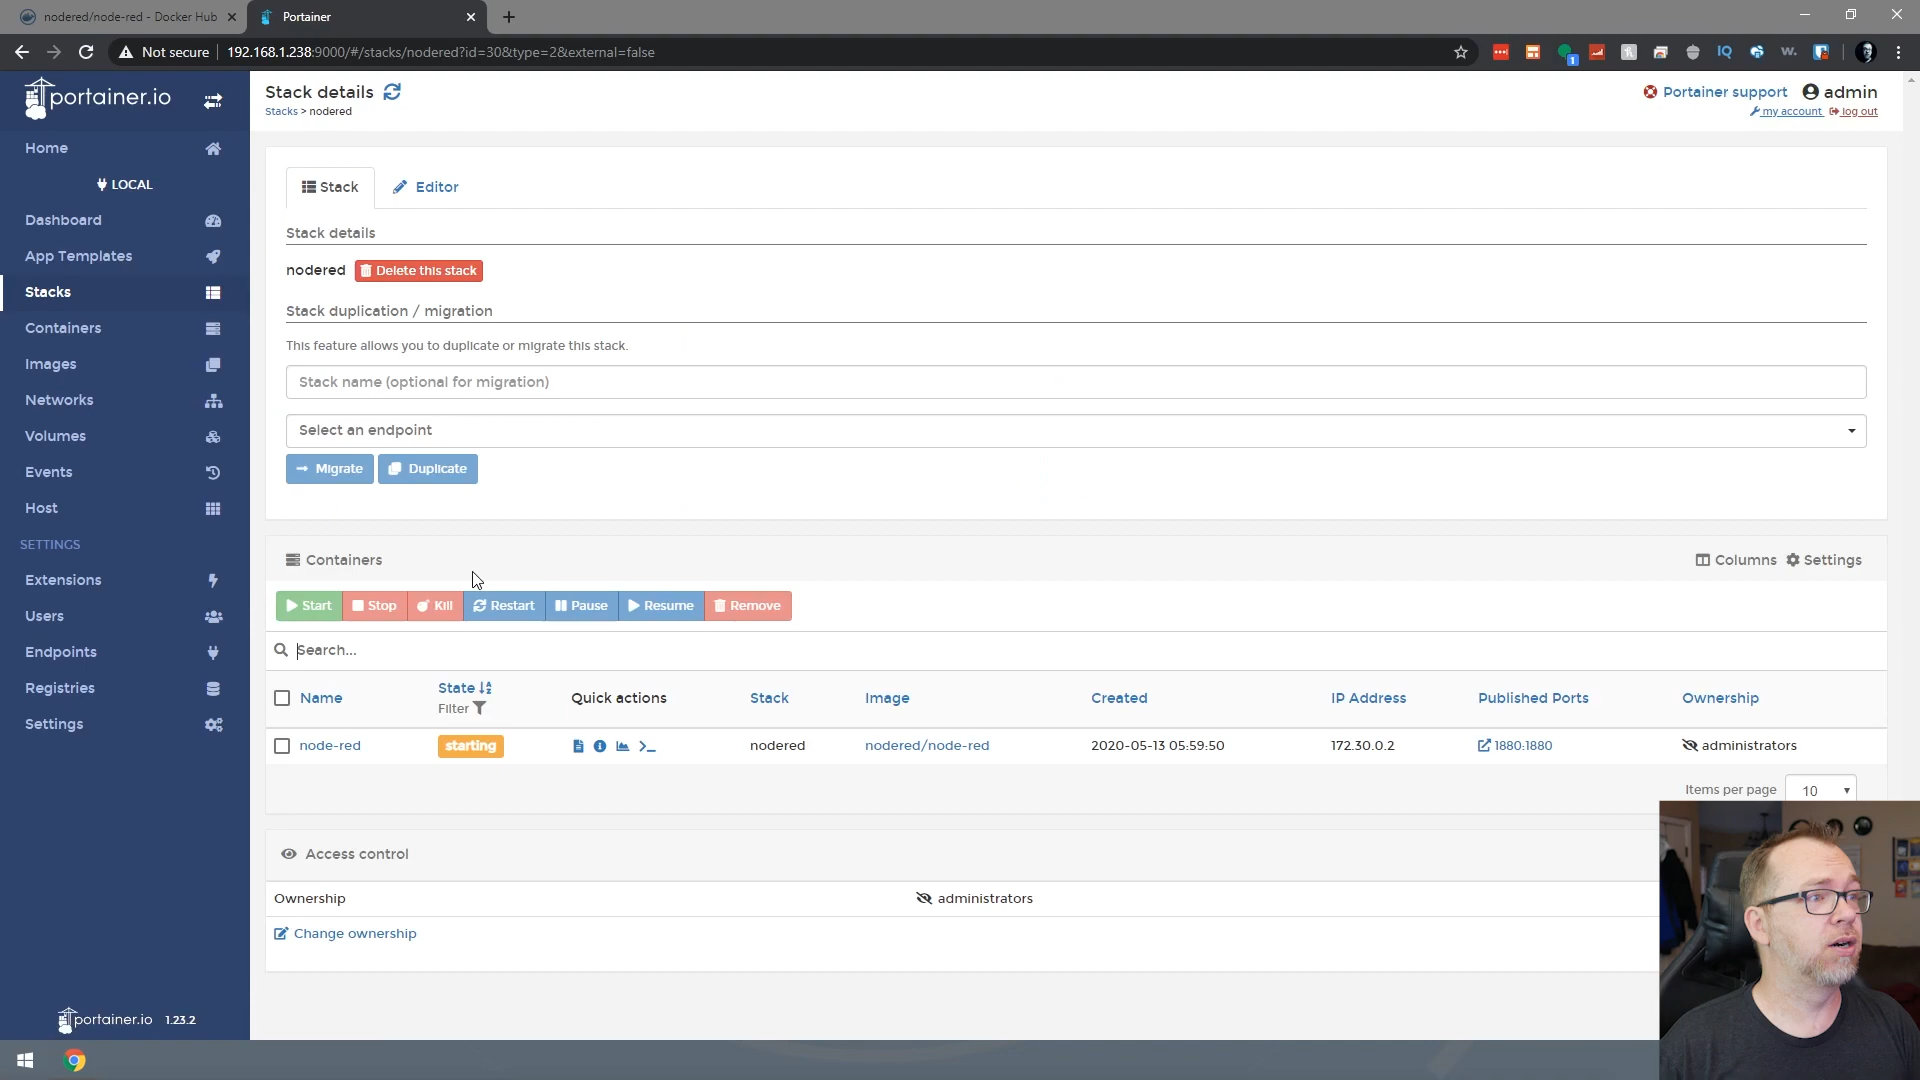 nodered/node-red - Docker Hub
Portainer
Not secure
192.168.1.238:9000/#/stacks/nodered?id=30&type=2&external=false
1
IQ
w.
portainer.io
Home
LOCAL
Dashboard
App Templates
Stacks
Containers
Images
Networks
Volumes
Events
Host
SETTINGS
Extensions
Users
Endpoints
Registries
Settings
portainer.io 1.23.2
Stack details
Stacks > nodered
Portainer support admin
my account log out
Stack Editor
Stack details
nodered Delete this stack
Stack duplication / migration
This feature allows you to duplicate or migrate this stack.
Stack name (optional for migration)
Select an endpoint
Migrate Duplicate
Containers Columns Settings
Start Stop Kill Restart Pause Resume Remove
Search...
Name State Quick actions Stack Image Created IP Address Published Ports Ownership
Filter
node-red starting nodered nodered/node-red 2020-05-13 05:59:50 172.30.0.2 1880:1880 administrators
Items per page 10
Access control
Ownership administrators
Change ownership